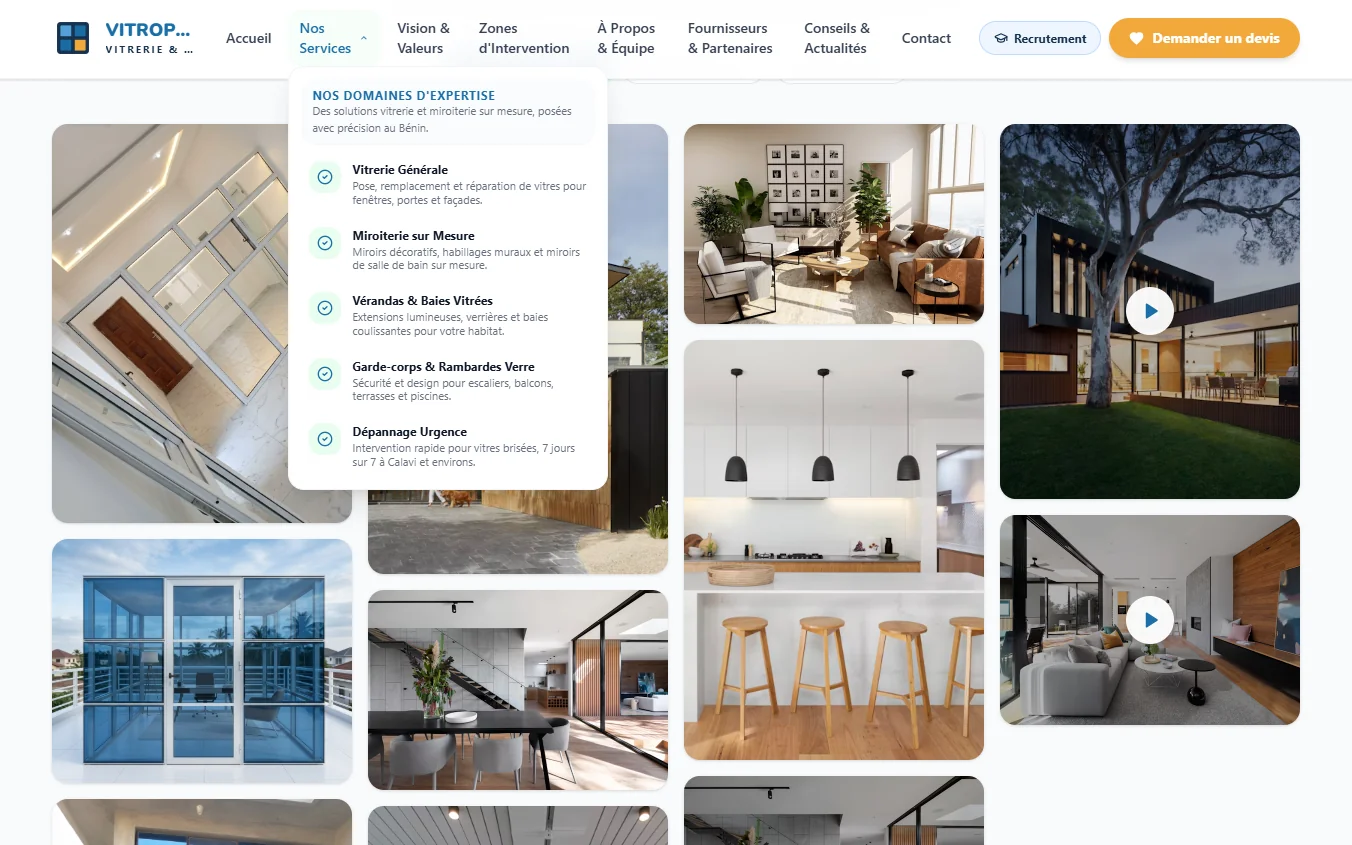 VITROP...
VITRERIE & ...
Accueil
Nos
Services
Vision &
Valeurs
Zones
d'Intervention
À Propos
& Équipe
Fournisseurs
& Partenaires
Conseils &
Actualités
Contact
Recrutement
Demander un devis
NOS DOMAINES D'EXPERTISE
Des solutions vitrerie et miroiterie sur mesure, posées
avec précision au Bénin.
Vitrerie Générale
Pose, remplacement et réparation de vitres pour
fenêtres, portes et façades.
Miroiterie sur Mesure
Miroirs décoratifs, habillages muraux et miroirs
de salle de bain sur mesure.
Vérandas & Baies Vitrées
Extensions lumineuses, verrières et baies
coulissantes pour votre habitat.
Garde-corps & Rambardes Verre
Sécurité et design pour escaliers, balcons,
terrasses et piscines.
Dépannage Urgence
Intervention rapide pour vitres brisées, 7 jours
sur 7 à Calavi et environs.